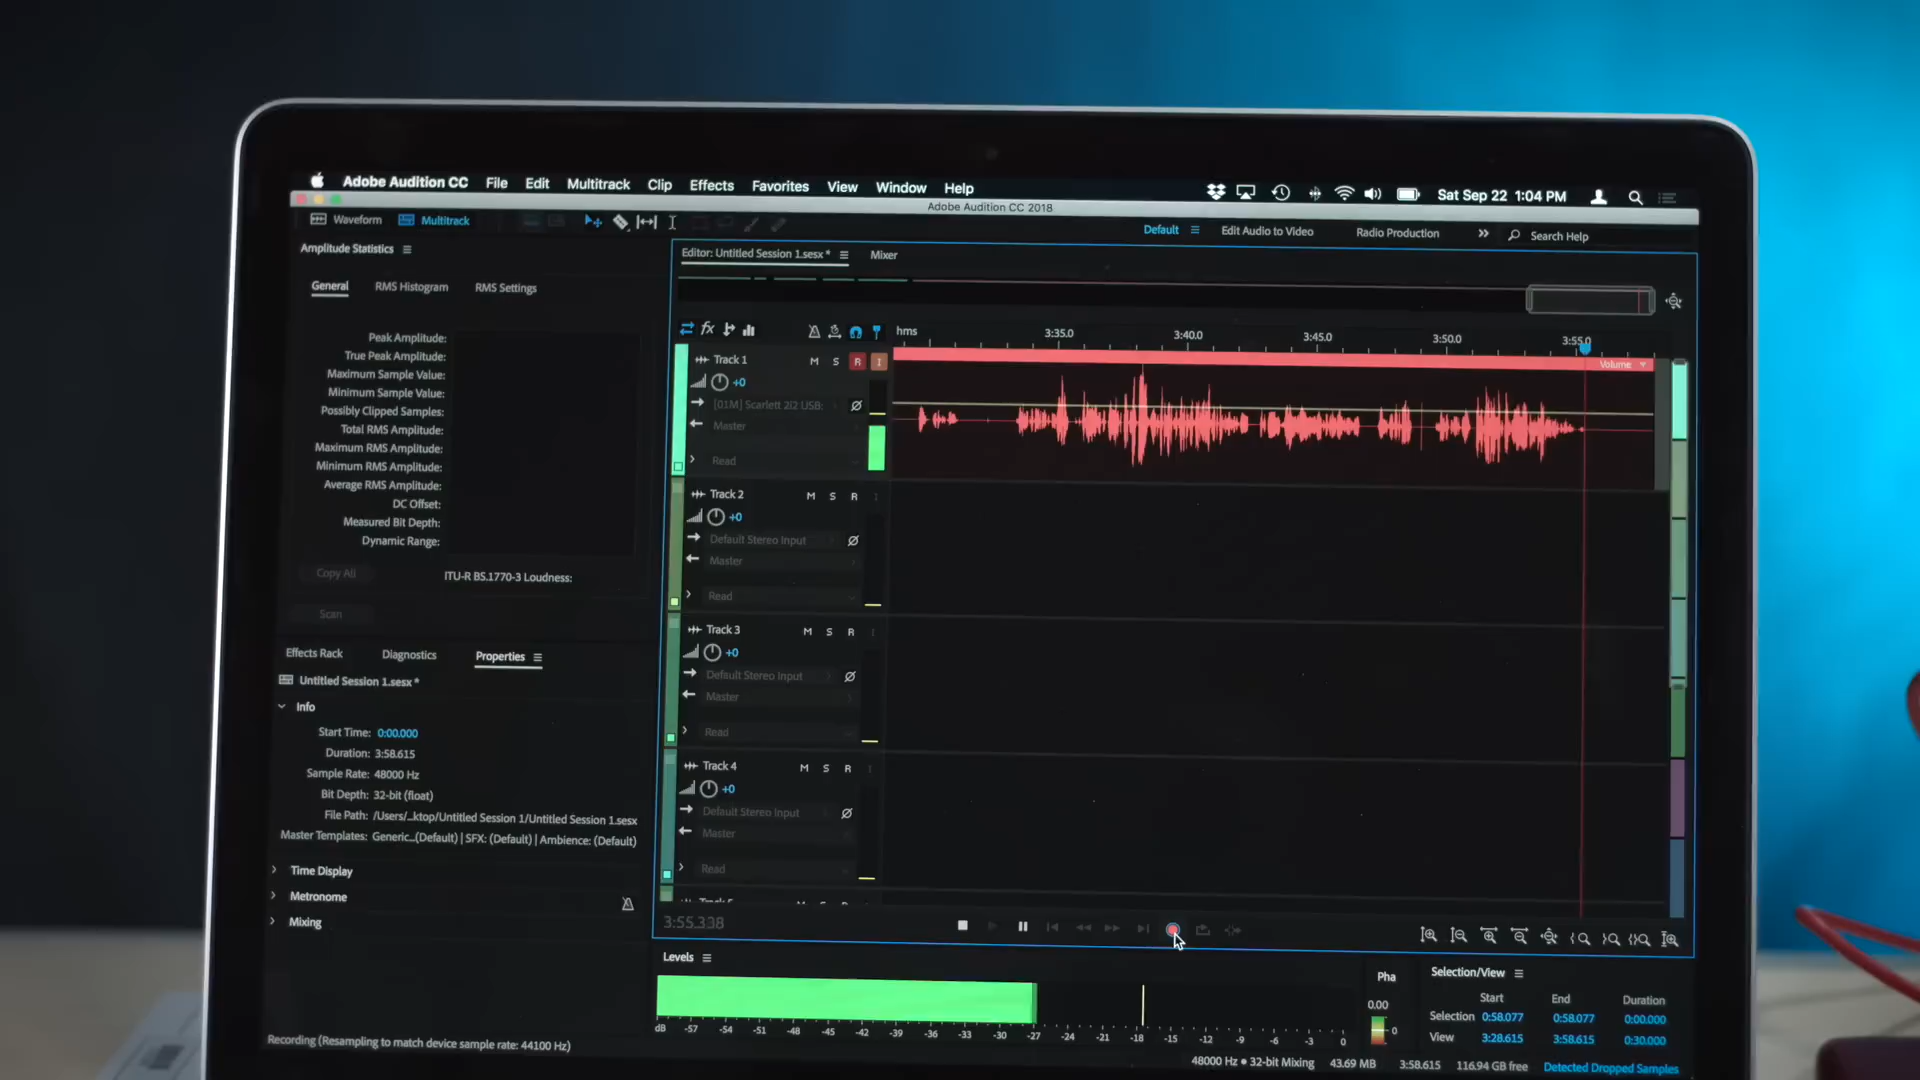 Adobe Audition CC File Edit Multitrack Clip Effects Favorites View Window Help Sat Sep 22 1:04 PM
Adobe Audition CC 2018
Waveform Multitrack
Default Edit Audio to Video Radio Production Search Help
Amplitude Statistics
General RMS Histogram RMS Settings
Peak Amplitude:
True Peak Amplitude:
Maximum Sample Value:
Minimum Sample Value:
Possibly Clipped Samples:
Total RMS Amplitude:
Maximum RMS Amplitude:
Minimum RMS Amplitude:
Average RMS Amplitude:
DC Offset:
Measured Bit Depth:
Dynamic Range:
Copy All ITU-R BS.1770-3 Loudness:
Scan
Effects Rack Diagnostics Properties
Untitled Session 1.sesx *
Info
Start Time: 0:00.000
Duration: 3:58.615
Sample Rate: 48000 Hz
Bit Depth: 32-bit (float)
File Path: /Users/...ktop/Untitled Session 1/Untitled Session 1.sesx
Master Templates: Generic...(Default) | SFX: (Default) | Ambience: (Default)
Time Display
Metronome
Mixing
Editor: Untitled Session 1.sesx * Mixer
fx hms 3:35.0 3:40.0 3:45.0 3:50.0 3:55.0
Track 1 M S R I Volume
+0
[01M] Scarlett 2i2 USB:
Master
Read
Track 2 M S R I
+0
Default Stereo Input
Master
Read
Track 3 M S R I
+0
Default Stereo Input
Master
Read
Track 4 M S R I
+0
Default Stereo Input
Master
Read
Levels
dB -57 -54 -51 -48 -45 -42 -39 -36 -33 -30 -27 -24 -21 -18 -15 -12 -9 -6 -3 0
Pha
0.00
0
Selection/View
Start End Duration
Selection 0:58.077 0:58.077 0:00.000
View 3:28.615 3:58.615 0:30.000
Recording (Resampling to match device sample rate: 44100 Hz)
48000 Hz • 32-bit Mixing 43.69 MB 3:58.615 116.94 GB free Detected Dropped Samples